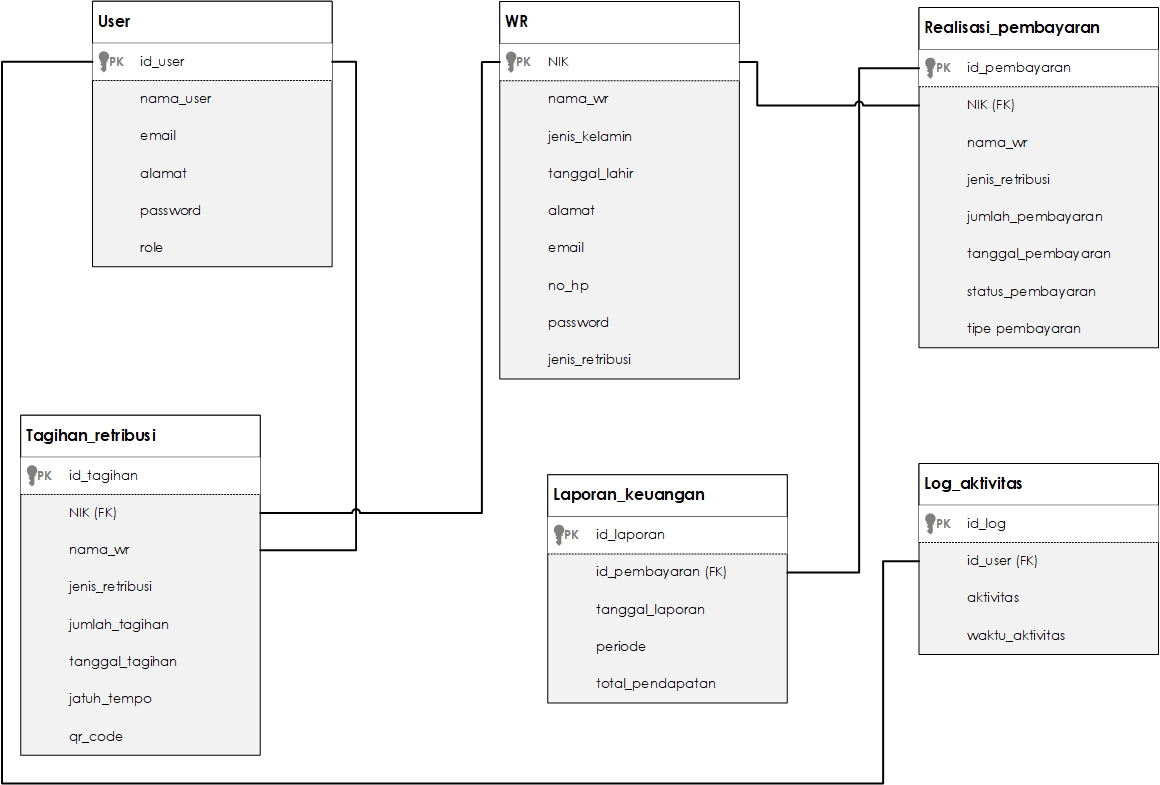 User
PK id_user
nama_user
email
alamat
password
role
WR
PK NIK
nama_wr
jenis_kelamin
tanggal_lahir
alamat
email
no_hp
password
jenis_retribusi
Realisasi_pembayaran
PK id_pembayaran
NIK (FK)
nama_wr
jenis_retribusi
jumlah_pembayaran
tanggal_pembayaran
status_pembayaran
tipe pembayaran
Tagihan_retribusi
PK id_tagihan
NIK (FK)
nama_wr
jenis_retribusi
jumlah_tagihan
tanggal_tagihan
jatuh_tempo
qr_code
Laporan_keuangan
PK id_laporan
id_pembayaran (FK)
tanggal_laporan
periode
total_pendapatan
Log_aktivitas
PK id_log
id_user (FK)
aktivitas
waktu_aktivitas